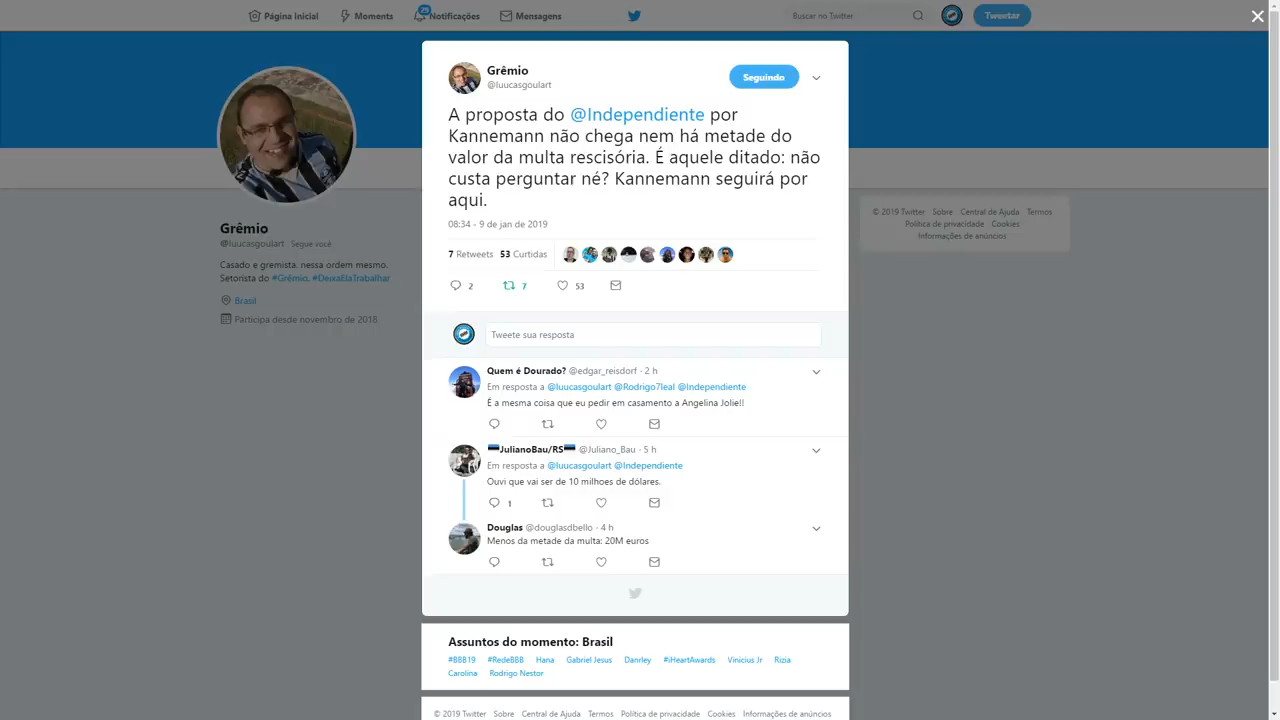 Página Inicial Moments 25 Notificações Mensagens Buscar no Twitter Tweetar
Grêmio
@luucasgoulart
Seguindo
A proposta do @Independiente por
Kannemann não chega nem há metade do
valor da multa rescisória. É aquele ditado: não
custa perguntar né? Kannemann seguirá por
aqui.
08:34 - 9 de jan de 2019
7 Retweets 53 Curtidas
2 7 53
Tweete sua resposta
Quem é Dourado? @edgar_reisdorf · 2 h
Em resposta a @luucasgoulart @Rodrigo7leal @Independiente
É a mesma coisa que eu pedir em casamento a Angelina Jolie!!
JulianoBau/RS @Juliano_Bau · 5 h
Em resposta a @luucasgoulart @Independiente
Ouvi que vai ser de 10 milhoes de dólares.
1
Douglas @douglasdbello · 4 h
Menos da metade da multa: 20M euros
Assuntos do momento: Brasil
#BBB19 #RedeBBB Hana Gabriel Jesus Danrley #iHeartAwards Vinicius Jr Rizia
Carolina Rodrigo Nestor
© 2019 Twitter Sobre Central de Ajuda Termos Política de privacidade Cookies Informações de anúncios
Grêmio
@luucasgoulart Segue você
Casado e gremista, nessa ordem mesmo.
Setorista do #Grêmio. #DeixaElaTrabalhar
Brasil
Participa desde novembro de 2018
© 2019 Twitter Sobre Central de Ajuda Termos
Política de privacidade Cookies
Informações de anúncios